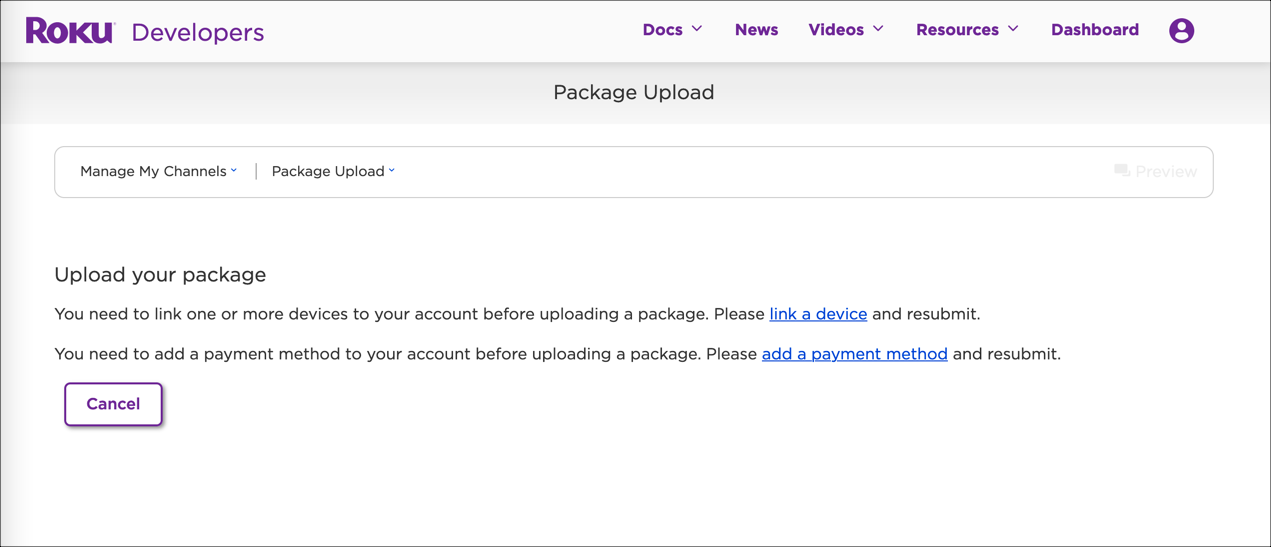 Roku Developers
Docs News Videos Resources Dashboard
Package Upload
Manage My Channels | Package Upload Preview
Upload your package
You need to link one or more devices to your account before uploading a package. Please link a device and resubmit.
You need to add a payment method to your account before uploading a package. Please add a payment method and resubmit.
Cancel